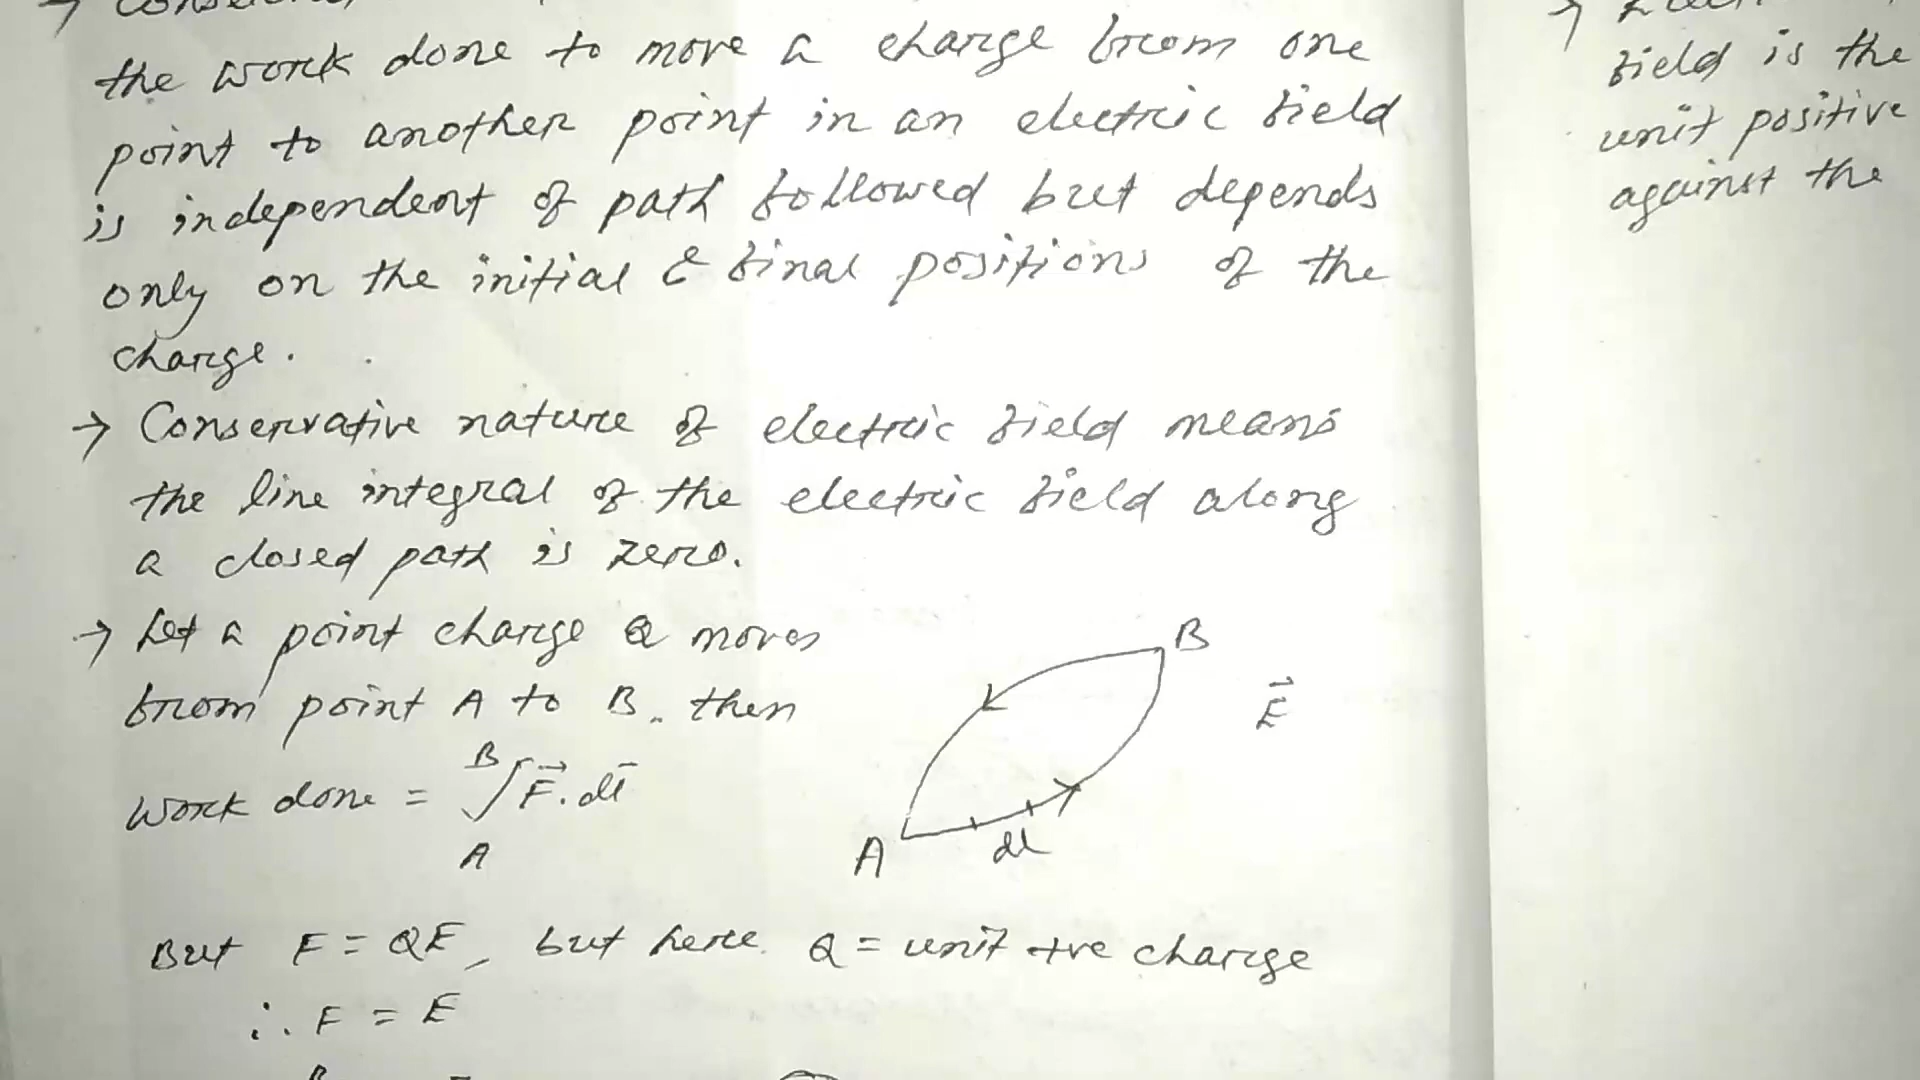 the work done to move a charge from one
point to another point in an electric field
is independent of path followed but depends
only on the initial & final positions of the
charge.
→ Conservative nature of electric field means
the line integral of the electric field along
a closed path is zero.
→ Let a point charge Q moves
from point A to B. then
Work done = ∫_A^B F⃗.dl⃗
B
E⃗
A
dl
But F = QE, but here Q = unit +ve charge
∴ F = E
field is the
unit positive
against the